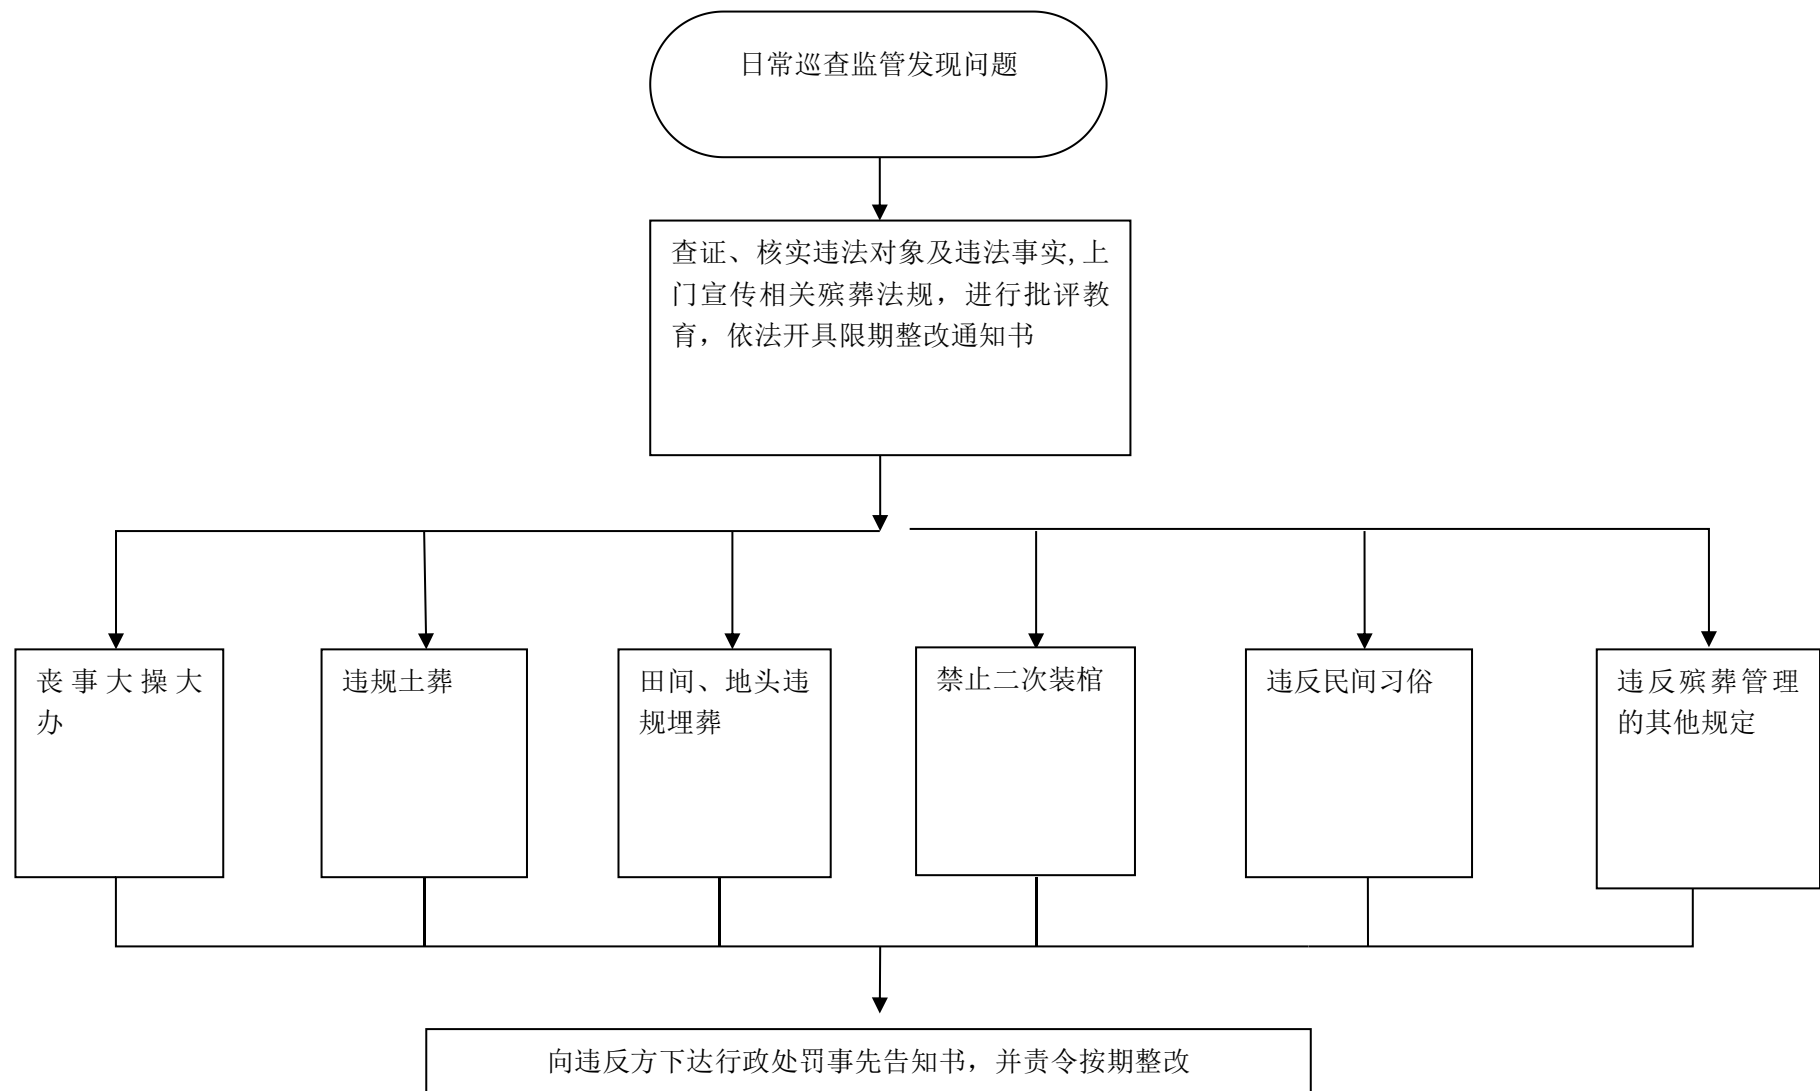 日常巡查监管发现问题
查证、核实违法对象及违法事实,上
门宣传相关殡葬法规，进行批评教
育，依法开具限期整改通知书
丧事大操大
办
违规土葬
田间、地头违
规埋葬
禁止二次装棺
违反民间习俗
违反殡葬管理
的其他规定
向违反方下达行政处罚事先告知书，并责令按期整改